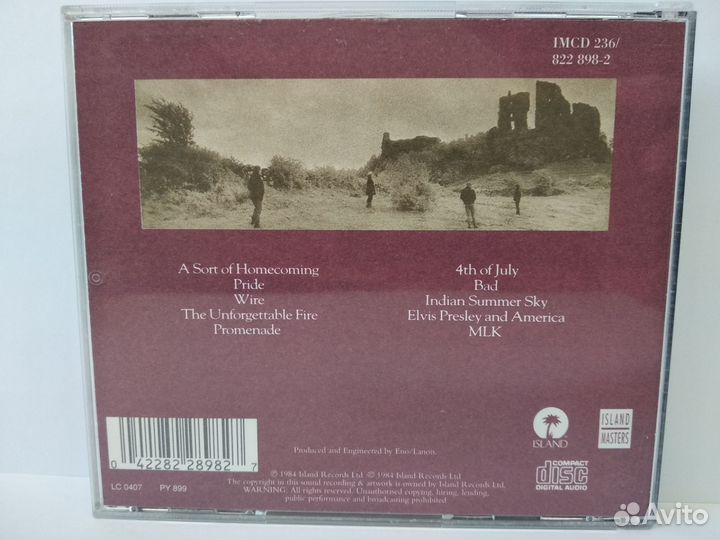 IMCD 236/
822 898-2
A Sort of Homecoming
Pride
Wire
The Unforgettable Fire
Promenade
4th of July
Bad
Indian Summer Sky
Elvis Presley and America
MLK
Produced and Engineered by Eno/Lanois.
0 42282 28982 7
LC 0407 PY 899
ISLAND
ISLAND
MASTERS
COMPACT
disc
DIGITAL AUDIO
℗ 1984 Island Records Ltd © 1984 Island Records Ltd
The copyright in this sound recording & artwork is owned by Island Records Ltd.
WARNING: All rights reserved. Unauthorised copying, hiring, lending,
public performance and broadcasting prohibited
Avito